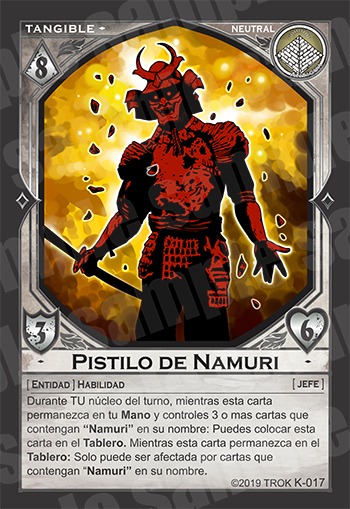 TANGIBLE
NEUTRAL
8
7
6
PISTILO DE NAMURI
[ ENTIDAD ] HABILIDAD
[ JEFE ]
Durante TU núcleo del turno, mientras esta carta
permanezca en tu Mano y controles 3 o mas cartas que
contengan “Namuri” en su nombre: Puedes colocar esta
carta en el Tablero. Mientras esta carta permanezca en el
Tablero: Solo puede ser afectada por cartas que
contengan “Namuri” en su nombre.
©2019 TROK K-017